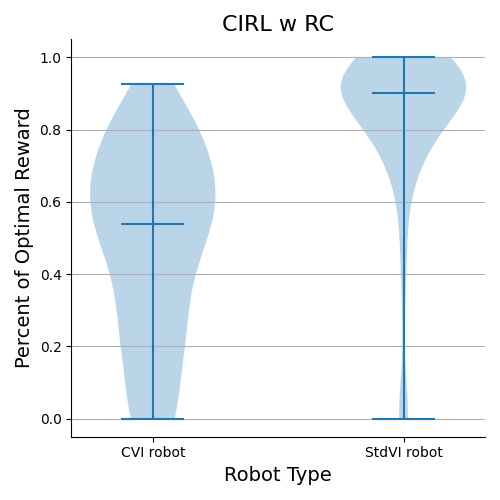 CIRL w RC
Percent of Optimal Reward
1.0
0.8
0.6
0.4
0.2
0.0
CVI robot
StdVI robot
Robot Type